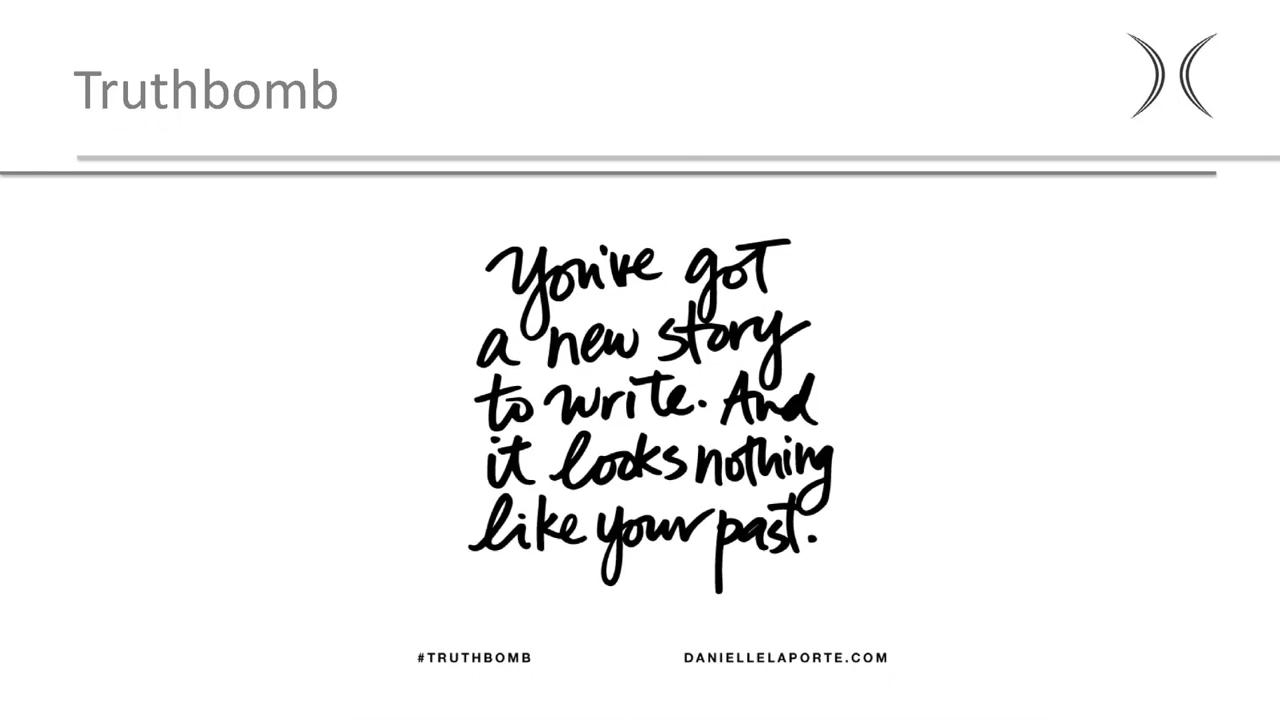 Truthbomb
You've got
a new story
to write. And
it looks nothing
like your past.
#TRUTHBOMB DANIELLELAPORTE.COM